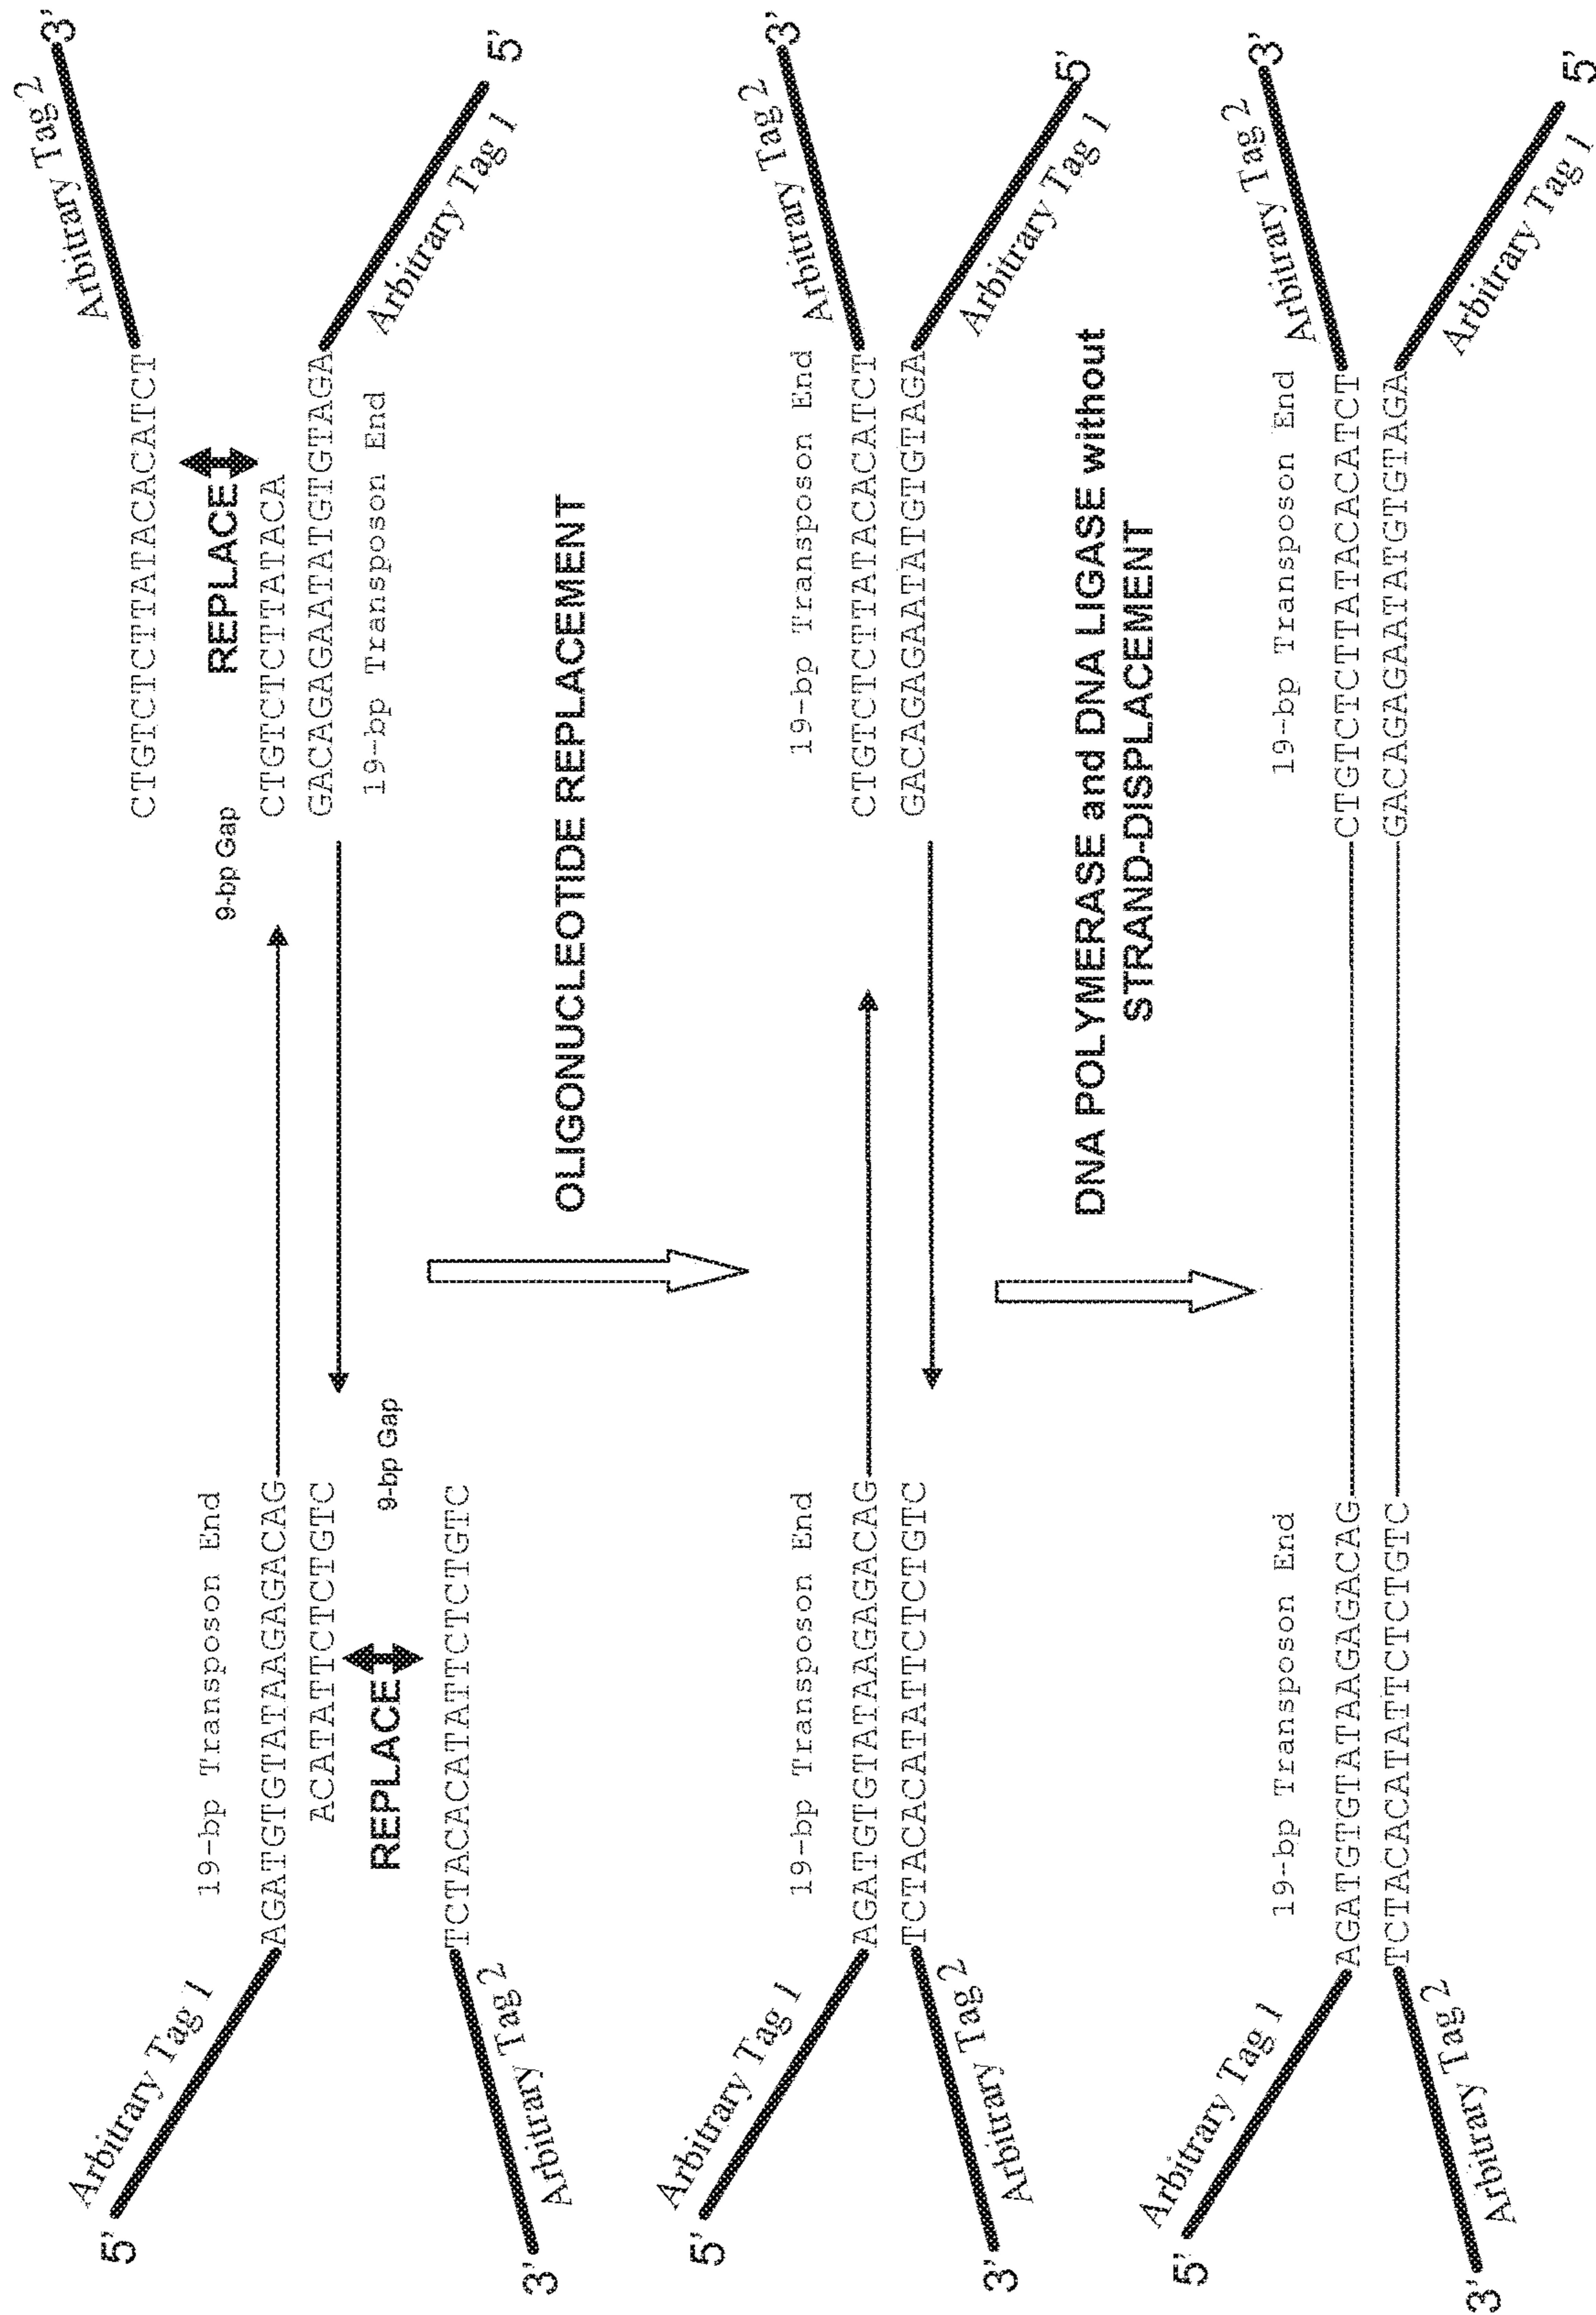 Arbitrary Tag 2
3'
5'
Arbitrary Tag 1
CTGTCTCTTATACACATCT
19-bp Transposon End
9-bp Gap
REPLACE
AGATGTGTATAAGAGACAG
CTGTCTCTTATACA
ACATATTCTCTGTC
GACAGAGAATATGTGTAGA
REPLACE
9-bp Gap
19-bp Transposon End
Arbitrary Tag 1
5'
TCTACACATATTCTCTGTC
3'
Arbitrary Tag 2
OLIGONUCLEOTIDE REPLACEMENT
Arbitrary Tag 2
3'
5'
Arbitrary Tag 1
19-bp Transposon End
19-bp Transposon End
AGATGTGTATAAGAGACAG
CTGTCTCTTATACACATCT
TCTACACATATTCTCTGTC
GACAGAGAATATGTGTAGA
3'
Arbitrary Tag 2
Arbitrary Tag 1
5'
DNA POLYMERASE and DNA LIGASE without
STRAND-DISPLACEMENT
Arbitrary Tag 2
3'
5'
Arbitrary Tag 1
19-bp Transposon End
19-bp Transposon End
AGATGTGTATAAGAGACAG
CTGTCTCTTATACACATCT
TCTACACATATTCTCTGTC
GACAGAGAATATGTGTAGA
3'
Arbitrary Tag 2
Arbitrary Tag 1
5'